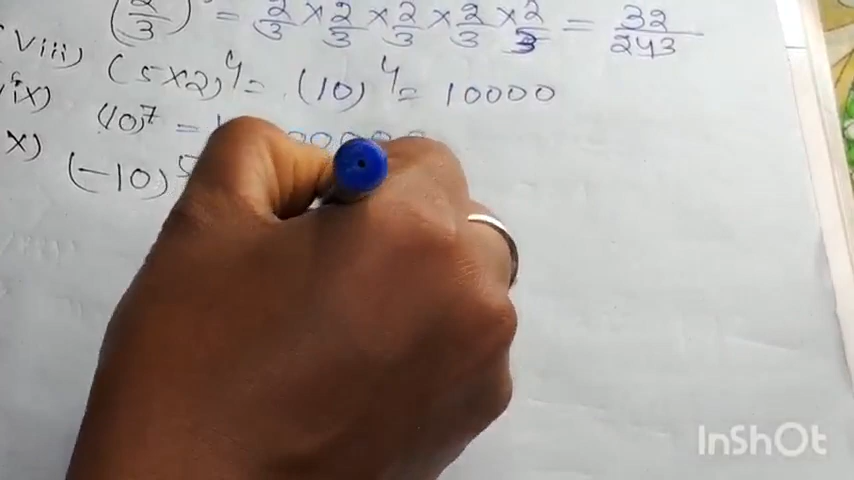 (2/3) = 2/3 × 2/3 × 2/3 × 2/3 × 2/3 = 32/243
viii) (5×2)⁴ = (10)⁴ = 10000
ix) (10)⁷ =
x) (-10)⁵
InShot